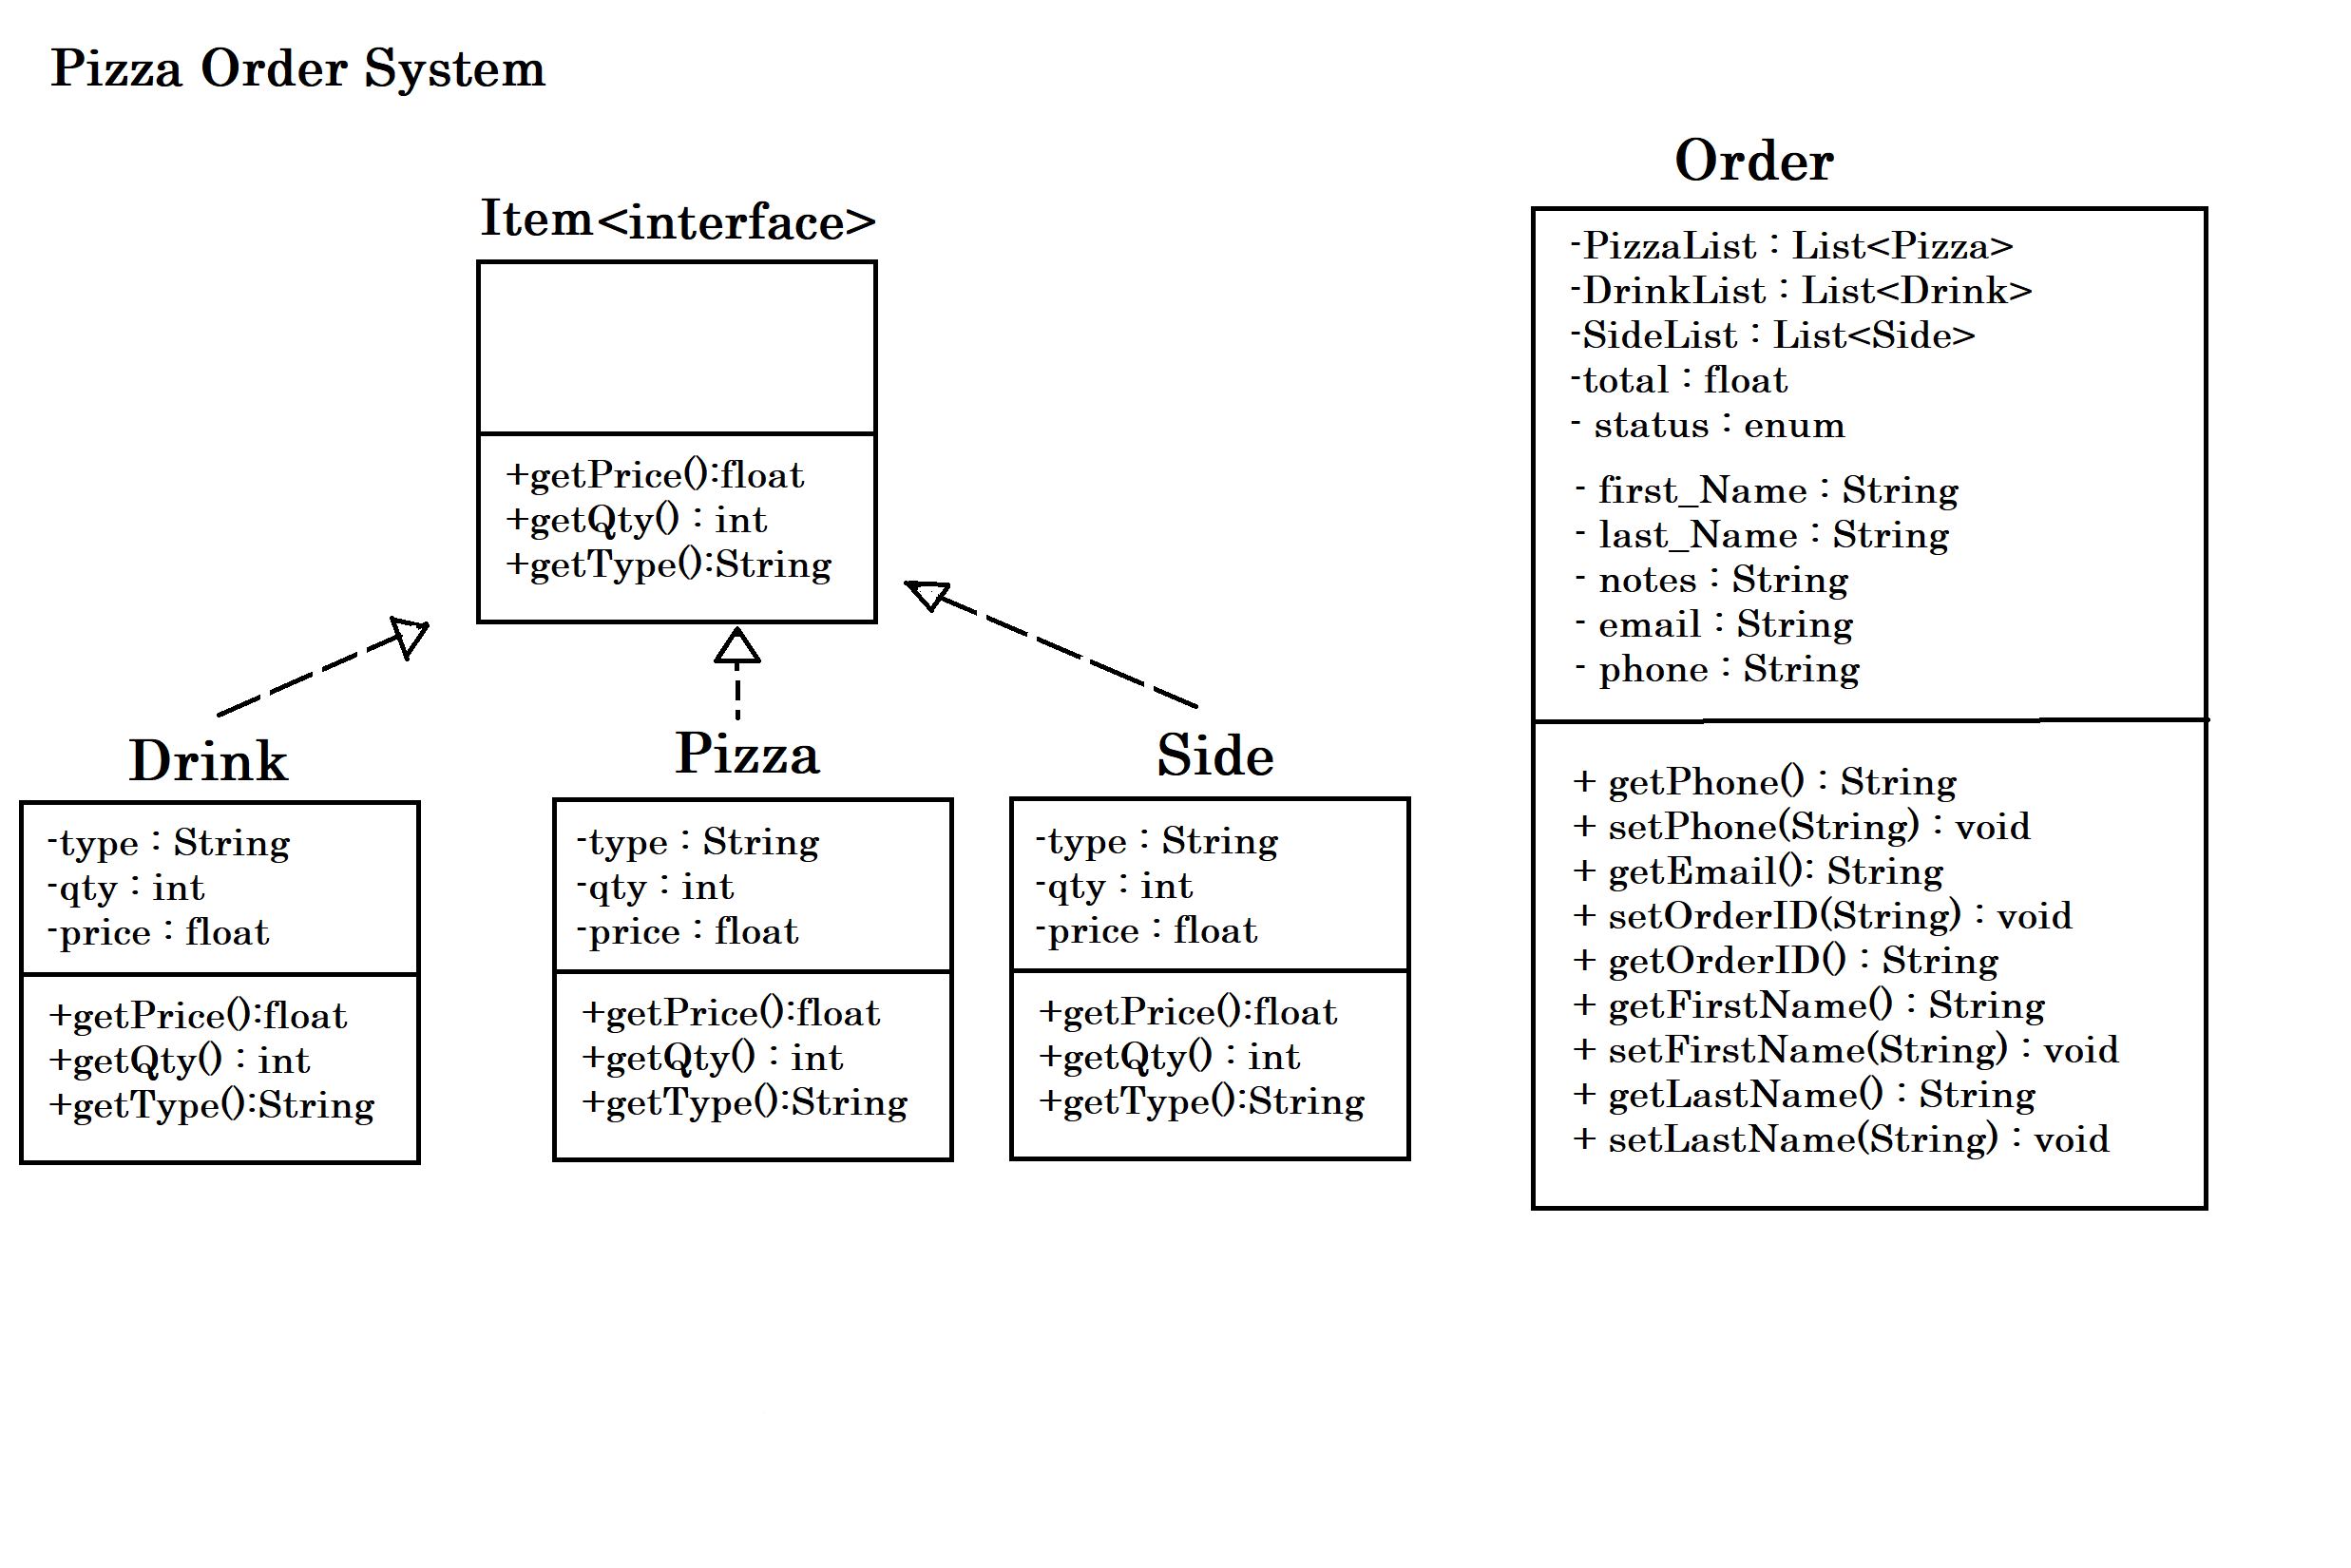 Pizza Order System
Item<interface>
+getPrice():float
+getQty() : int
+getType():String
Drink
-type : String
-qty : int
-price : float
+getPrice():float
+getQty() : int
+getType():String
Pizza
-type : String
-qty : int
-price : float
+getPrice():float
+getQty() : int
+getType():String
Side
-type : String
-qty : int
-price : float
+getPrice():float
+getQty() : int
+getType():String
Order
-PizzaList : List<Pizza>
-DrinkList : List<Drink>
-SideList : List<Side>
-total : float
- status : enum
- first_Name : String
- last_Name : String
- notes : String
- email : String
- phone : String
+ getPhone() : String
+ setPhone(String) : void
+ getEmail(): String
+ setOrderID(String) : void
+ getOrderID() : String
+ getFirstName() : String
+ setFirstName(String) : void
+ getLastName() : String
+ setLastName(String) : void